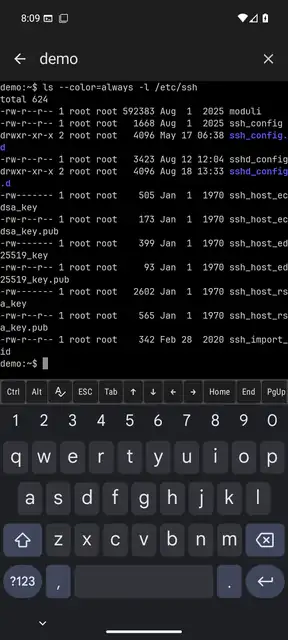 8:09
demo
demo:~$ ls --color=always -l /etc/ssh
total 624
-rw-r--r-- 1 root root 592383 Aug  1  2025 moduli
-rw-r--r-- 1 root root   1668 Aug  1  2025 ssh_config
drwxr-xr-x 2 root root   4096 May 17 06:38 ssh_config.
d
-rw-r--r-- 1 root root   3423 Aug 12 12:04 sshd_config
drwxr-xr-x 2 root root   4096 Aug 18 13:33 sshd_config
.d
-rw------- 1 root root    505 Jan  1  1970 ssh_host_ec
dsa_key
-rw-r--r-- 1 root root    173 Jan  1  1970 ssh_host_ec
dsa_key.pub
-rw------- 1 root root    399 Jan  1  1970 ssh_host_ed
25519_key
-rw-r--r-- 1 root root     93 Jan  1  1970 ssh_host_ed
25519_key.pub
-rw------- 1 root root   2602 Jan  1  1970 ssh_host_rs
a_key
-rw-r--r-- 1 root root    565 Jan  1  1970 ssh_host_rs
a_key.pub
-rw-r--r-- 1 root root    342 Feb 28  2020 ssh_import_
id
demo:~$
Ctrl Alt A ESC Tab ↑ ↓ ← → Home End PgUp
1 2 3 4 5 6 7 8 9 0
q w e r t y u i o p
a s d f g h j k l
z x c v b n m
?123 , .